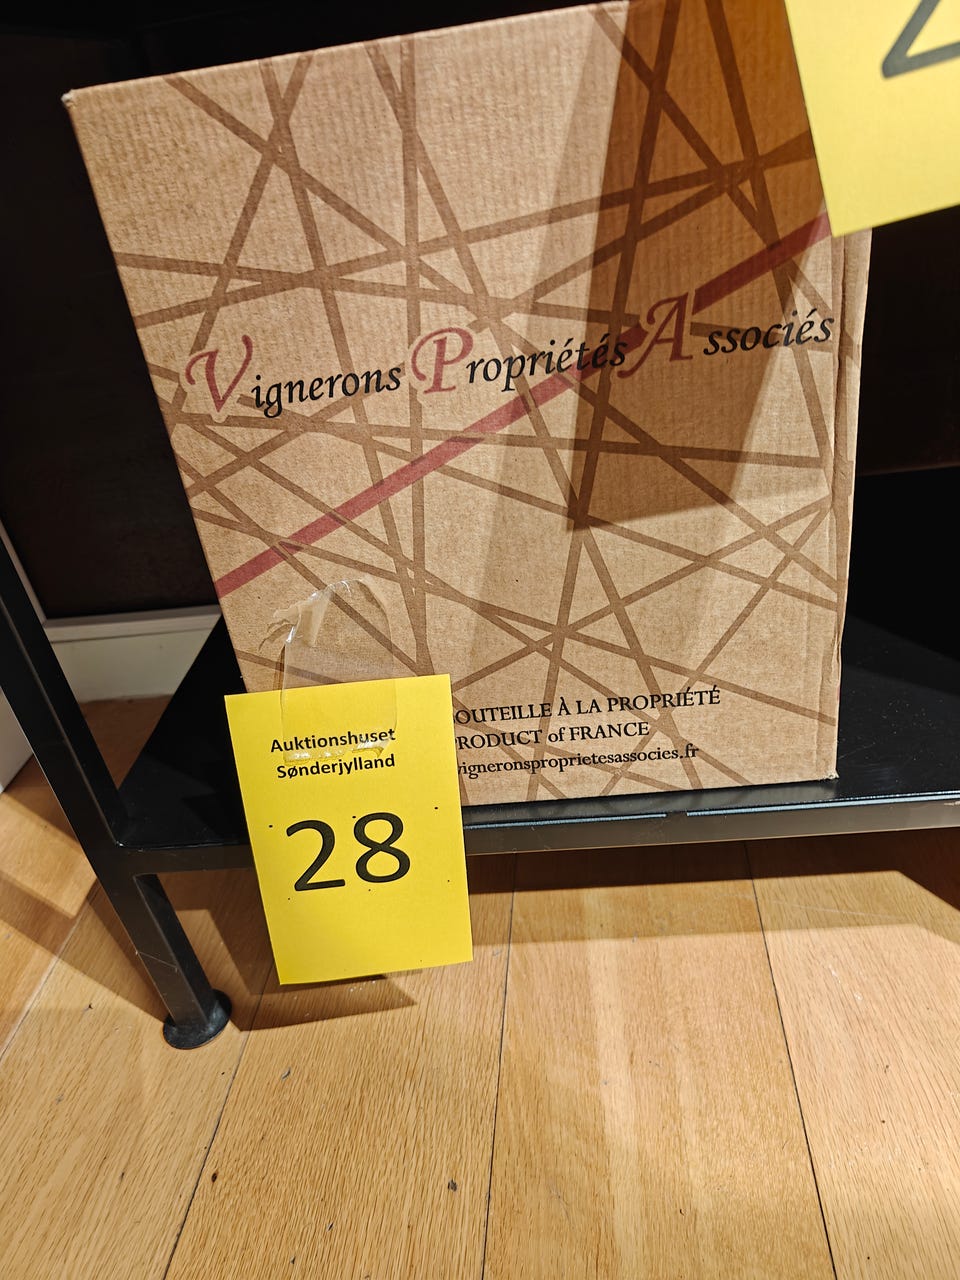 Vignerons Propriétés Associés
OUTEILLE À LA PROPRIÉTÉ
PRODUCT of FRANCE
vigneronsproprietesassocies.fr
Auktionshuset
Sønderjylland
28